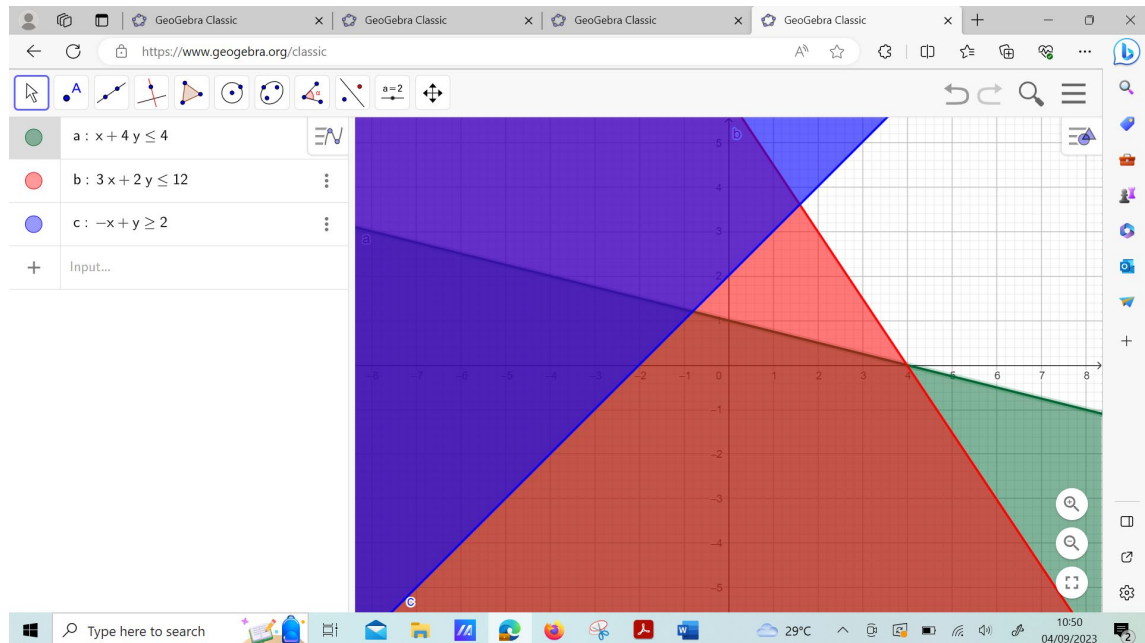 GeoGebra Classic
GeoGebra Classic
GeoGebra Classic
GeoGebra Classic
https://www.geogebra.org/classic
A
a = 2
a : x + 4 y ≤ 4
b : 3 x + 2 y ≤ 12
c : −x + y ≥ 2
Input...
b
a
c
5
4
3
2
1
−1
−2
−3
−4
−5
−8 −7 −6 −5 −4 −3 −2 −1 0 1 2 3 4 5 6 7 8
Type here to search
29°C
10:50
04/09/2023